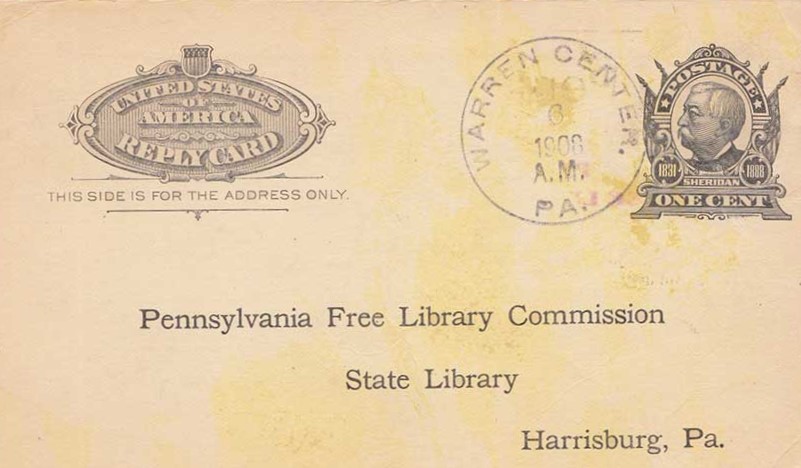 UNITED STATES
OF
AMERICA
REPLY CARD
THIS SIDE IS FOR THE ADDRESS ONLY.
WARREN CENTER.
6
1908
A.M.
PA.
POSTAGE
1831 1888
SHERIDAN
ONE CENT
Pennsylvania Free Library Commission
State Library
Harrisburg, Pa.